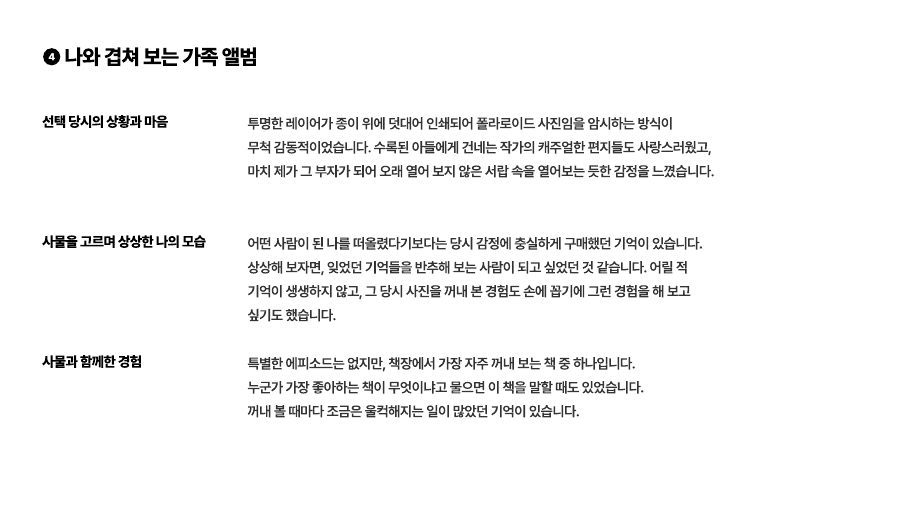 ❹ 나와 겹쳐 보는 가족 앨범
선택 당시의 상황과 마음
투명한 레이어가 종이 위에 덧대어 인쇄되어 폴라로이드 사진임을 암시하는 방식이
무척 감동적이었습니다. 수록된 아들에게 건네는 작가의 캐주얼한 편지들도 사랑스러웠고,
마치 제가 그 부자가 되어 오래 열어 보지 않은 서랍 속을 열어보는 듯한 감정을 느꼈습니다.
사물을 고르며 상상한 나의 모습
어떤 사람이 된 나를 떠올렸다기보다는 당시 감정에 충실하게 구매했던 기억이 있습니다.
상상해 보자면, 잊었던 기억들을 반추해 보는 사람이 되고 싶었던 것 같습니다. 어릴 적
기억이 생생하지 않고, 그 당시 사진을 꺼내 본 경험도 손에 꼽기에 그런 경험을 해 보고
싶기도 했습니다.
사물과 함께한 경험
특별한 에피소드는 없지만, 책장에서 가장 자주 꺼내 보는 책 중 하나입니다.
누군가 가장 좋아하는 책이 무엇이냐고 물으면 이 책을 말할 때도 있었습니다.
꺼내 볼 때마다 조금은 울컥해지는 일이 많았던 기억이 있습니다.